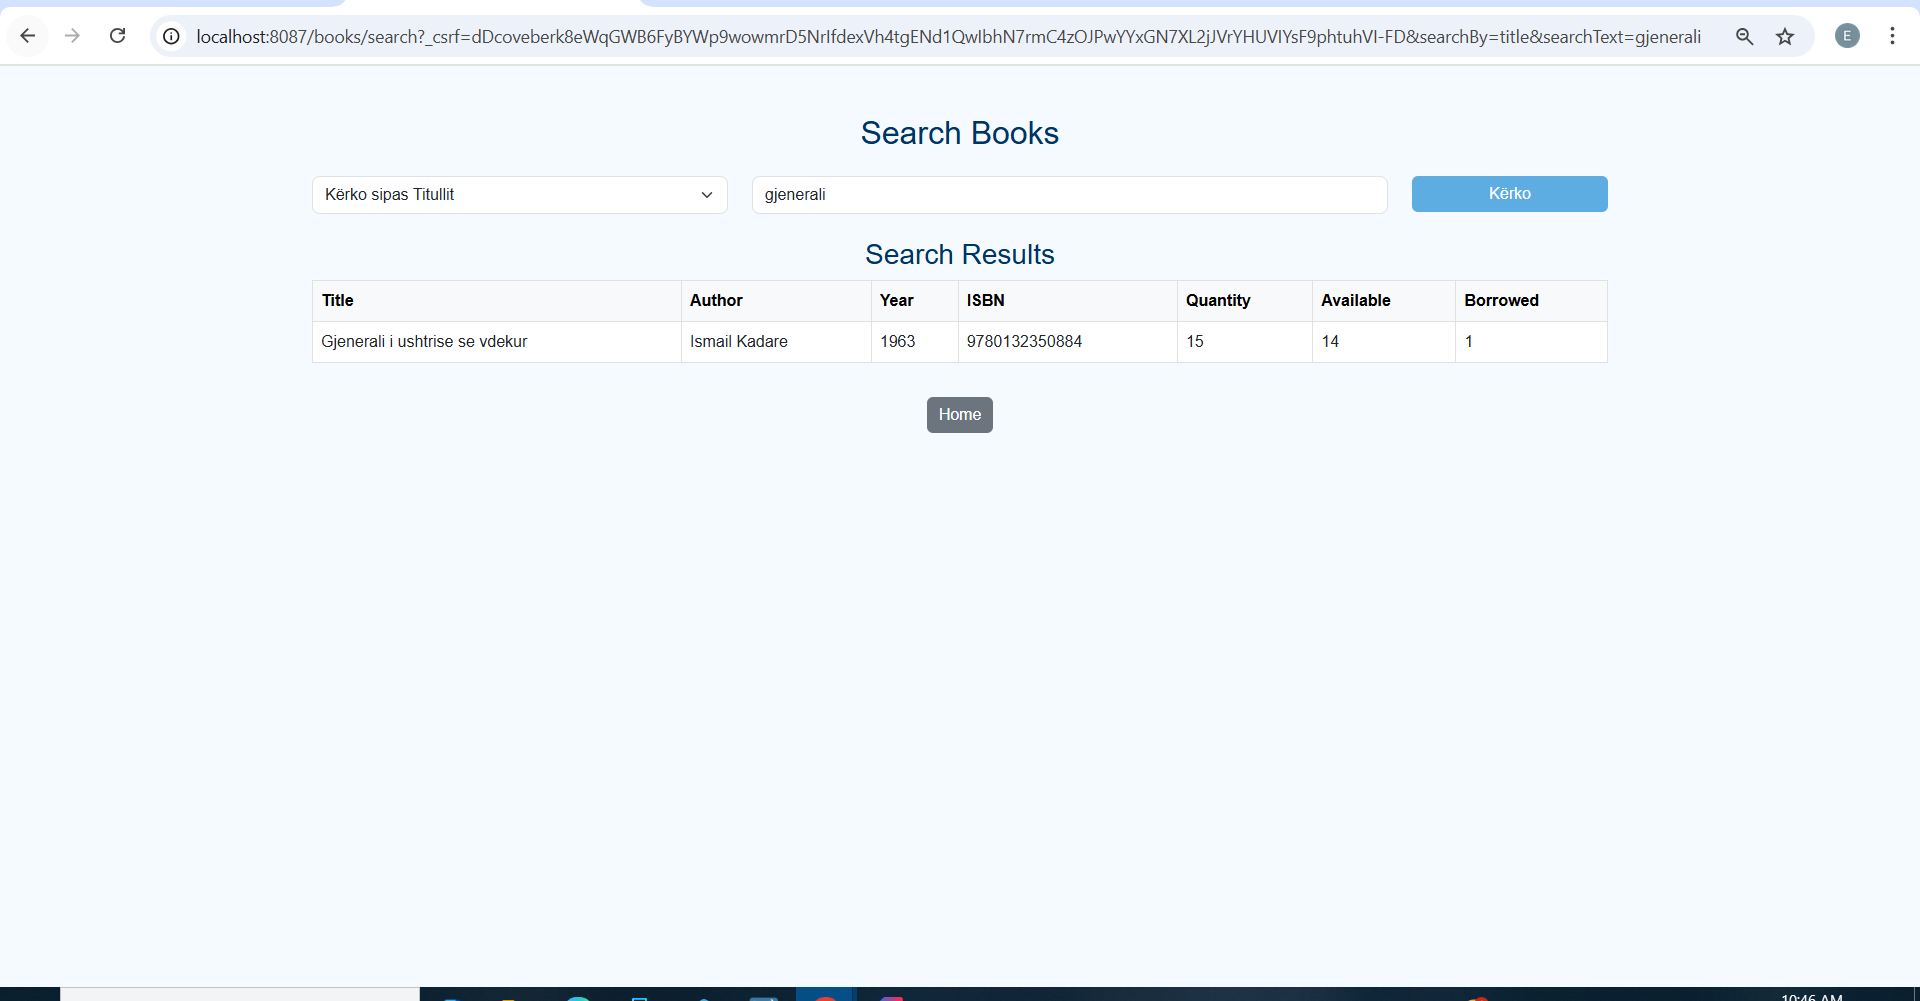 localhost:8087/books/search?_csrf=dDcoveberk8eWqGWB6FyBYWp9wowmrD5NrIfdexVh4tgENd1QwIbhN7rmC4zOJPwYYxGN7XL2jJVrYHUVIYsF9phtuhVI-FD&searchBy=title&searchText=gjenerali
E
Search Books
Kërko sipas Titullit
gjenerali
Kërko
Search Results
Title Author Year ISBN Quantity Available Borrowed
Gjenerali i ushtrise se vdekur Ismail Kadare 1963 9780132350884 15 14 1
Home
10:46 AM